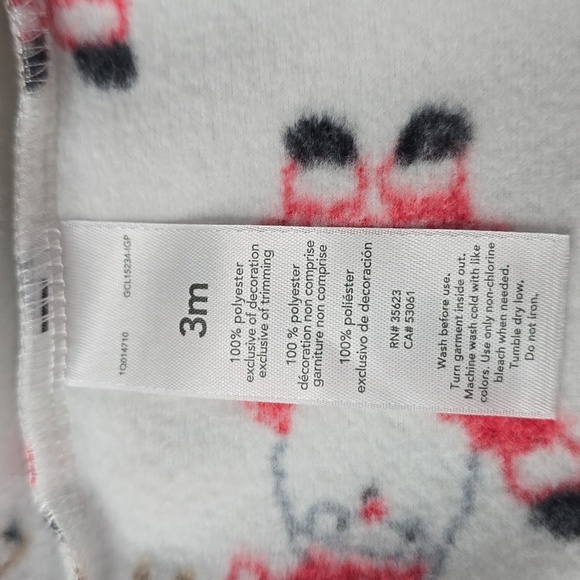 1Q014710 GCL15234-IGP
3m
100% polyester
exclusive of decoration
exclusive of trimming
100 % polyester
décoration non comprise
garniture non comprise
100% poliéster
exclusivo de decoración
RN# 35623
CA# 53061
Wash before use.
Turn garment inside out.
Machine wash cold with like
colors. Use only non-chlorine
bleach when needed.
Tumble dry low.
Do not iron.